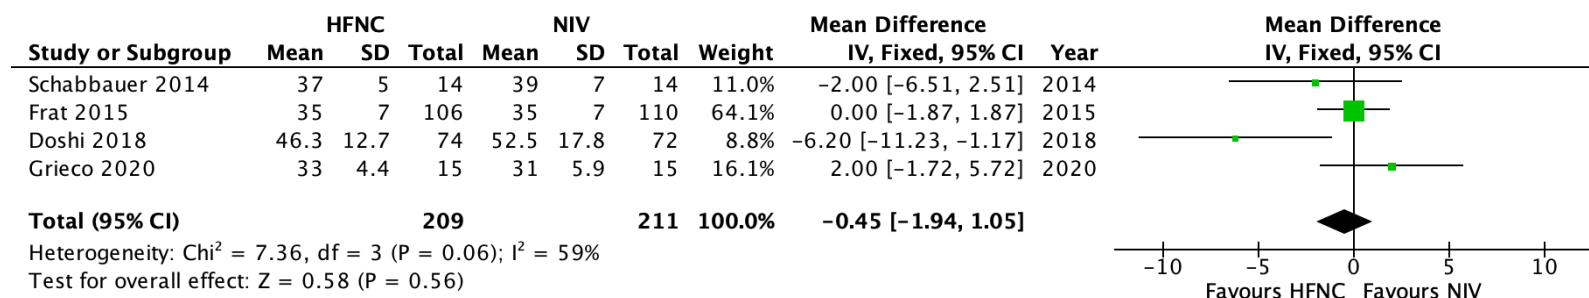 HFNC NIV Mean Difference Mean Difference
Study or Subgroup Mean SD Total Mean SD Total Weight IV, Fixed, 95% CI Year IV, Fixed, 95% CI
Schabbauer 2014 37 5 14 39 7 14 11.0% −2.00 [−6.51, 2.51] 2014
Frat 2015 35 7 106 35 7 110 64.1% 0.00 [−1.87, 1.87] 2015
Doshi 2018 46.3 12.7 74 52.5 17.8 72 8.8% −6.20 [−11.23, −1.17] 2018
Grieco 2020 33 4.4 15 31 5.9 15 16.1% 2.00 [−1.72, 5.72] 2020
Total (95% CI) 209 211 100.0% −0.45 [−1.94, 1.05]
Heterogeneity: Chi² = 7.36, df = 3 (P = 0.06); I² = 59%
Test for overall effect: Z = 0.58 (P = 0.56)
−10 −5 0 5 10
Favours HFNC Favours NIV